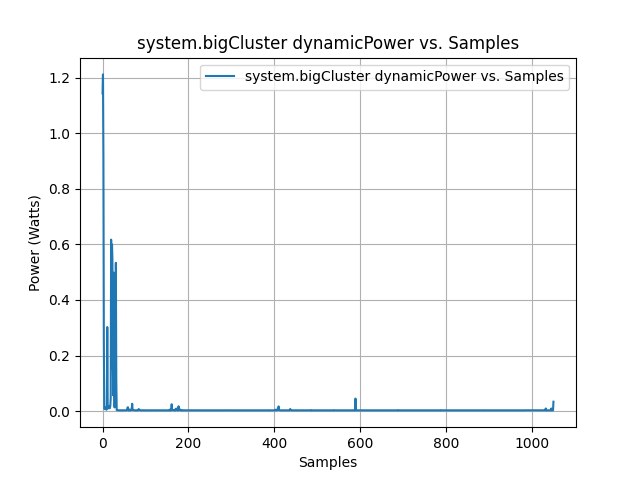 system.bigCluster dynamicPower vs. Samples
system.bigCluster dynamicPower vs. Samples
1.2
1.0
0.8
0.6
0.4
0.2
0.0
Power (Watts)
0 200 400 600 800 1000
Samples